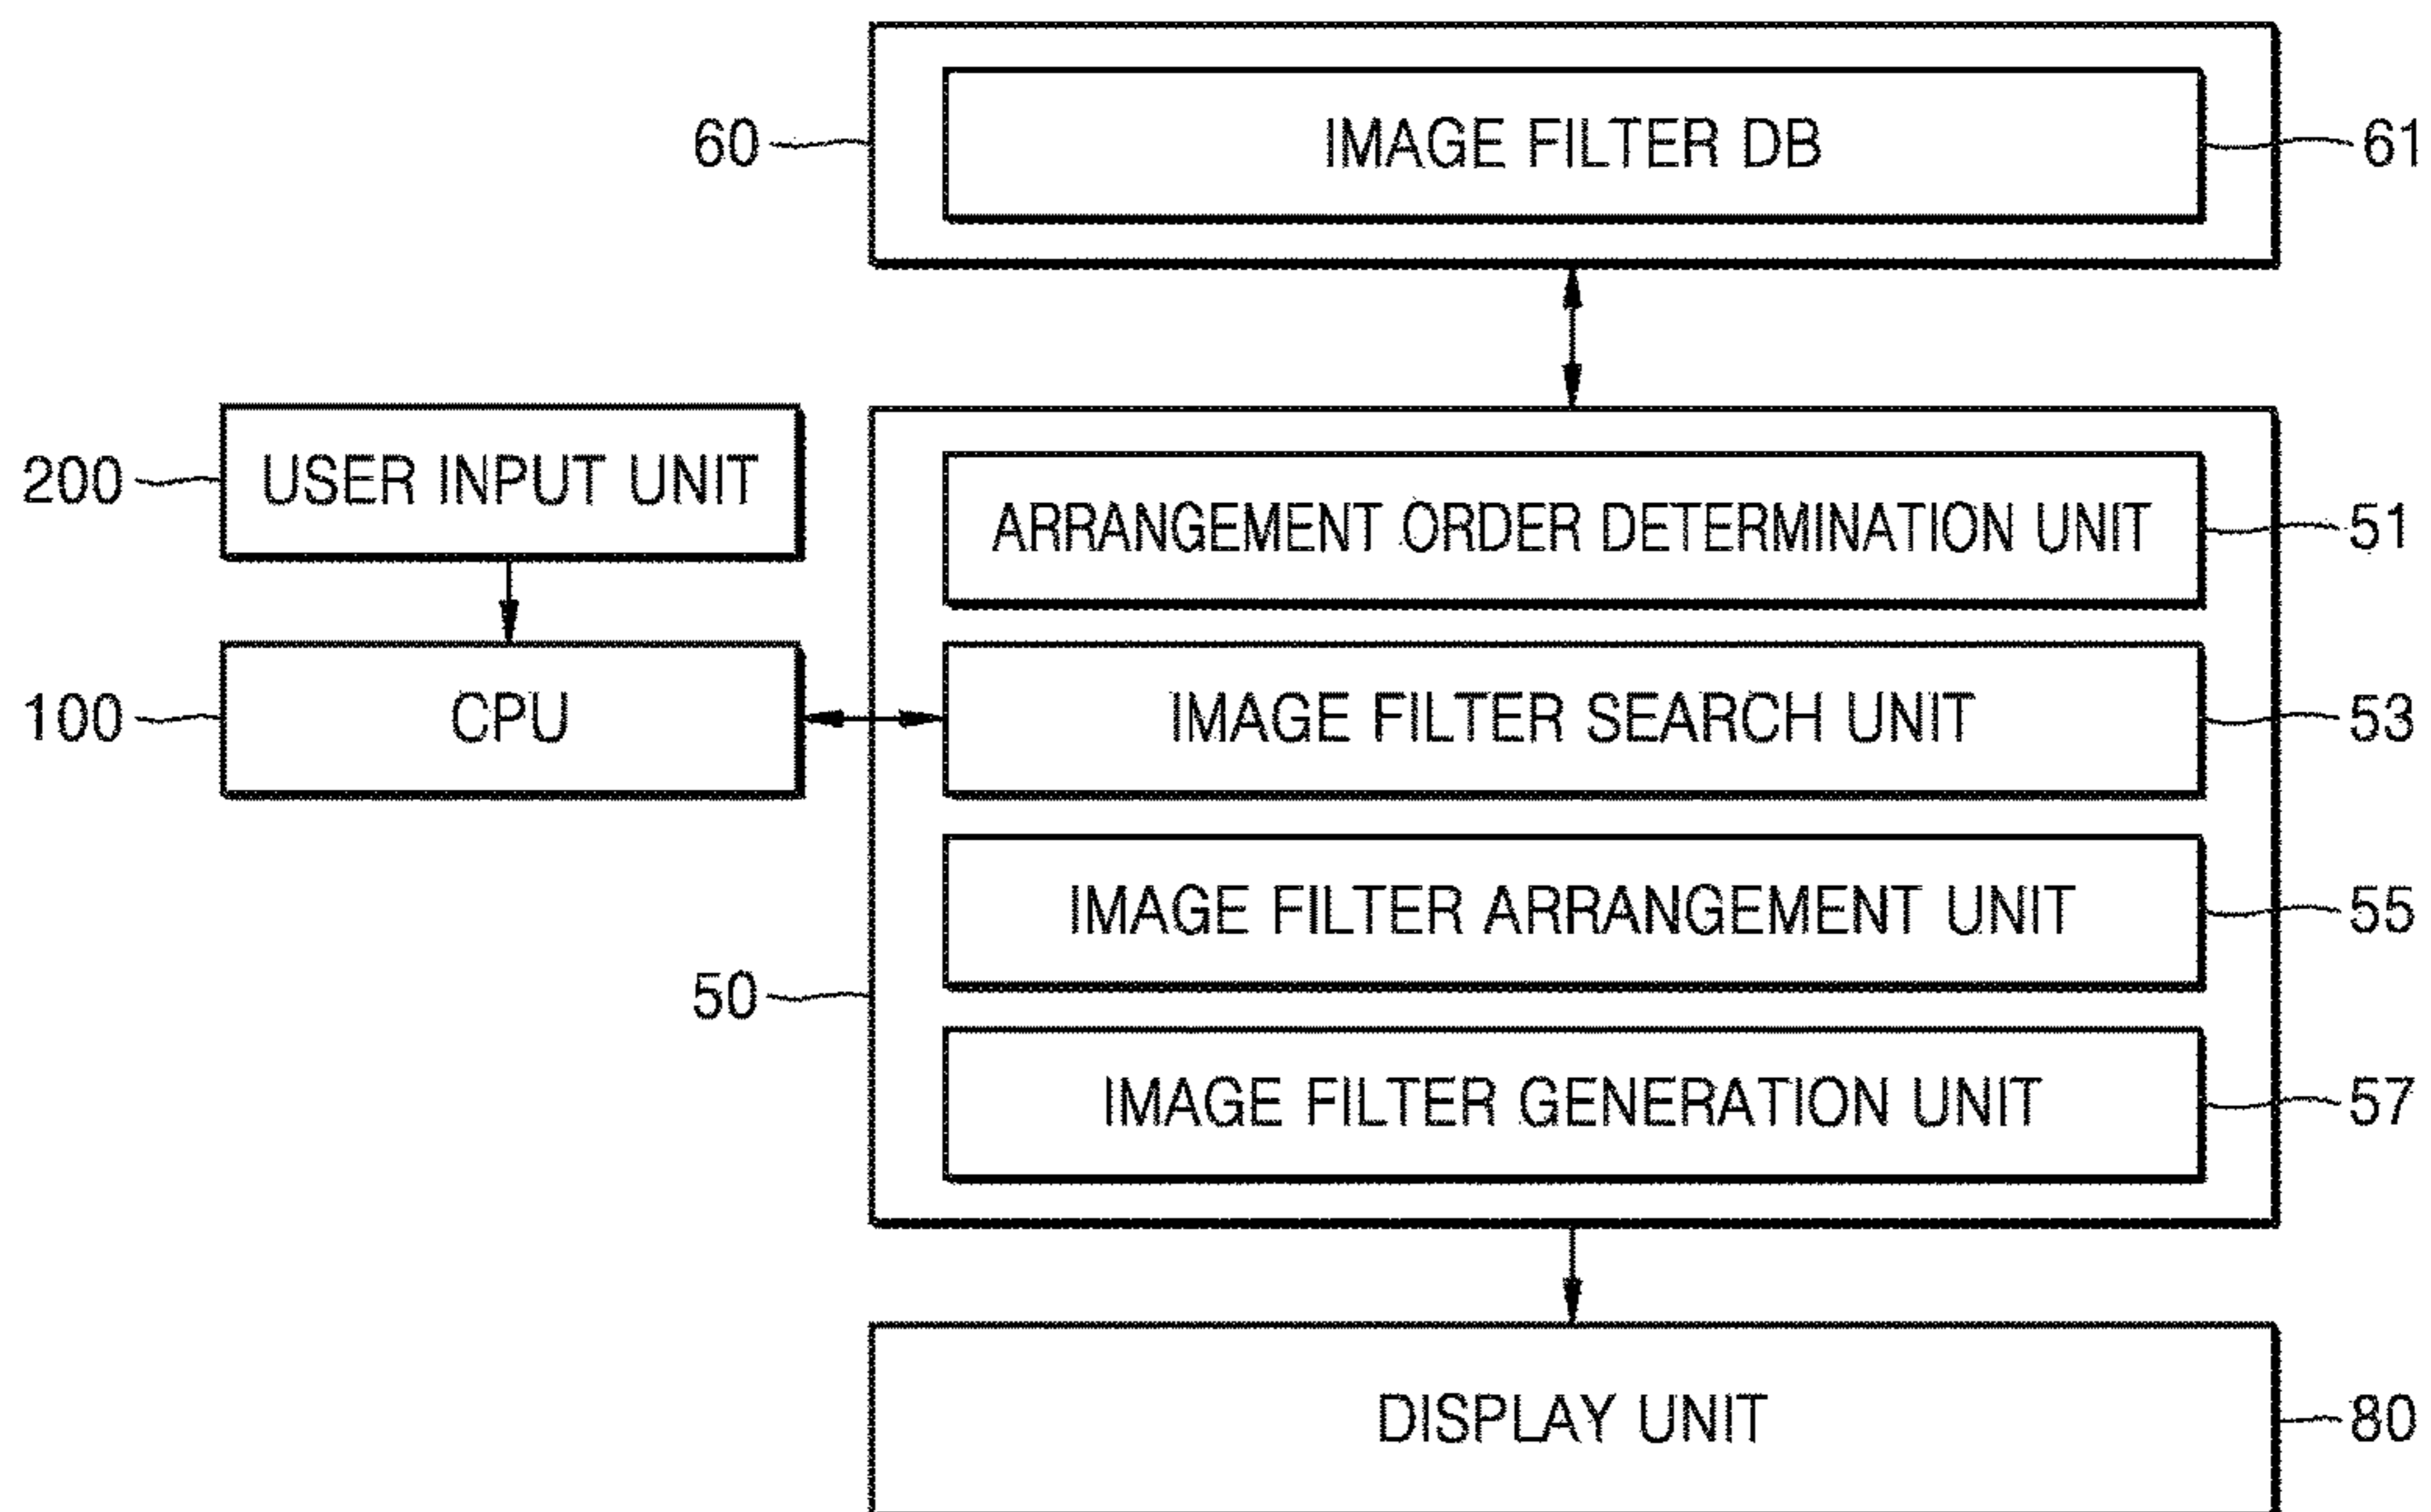 60
IMAGE FILTER DB
61
200
USER INPUT UNIT
ARRANGEMENT ORDER DETERMINATION UNIT
51
100
CPU
IMAGE FILTER SEARCH UNIT
53
IMAGE FILTER ARRANGEMENT UNIT
55
50
IMAGE FILTER GENERATION UNIT
57
DISPLAY UNIT
80